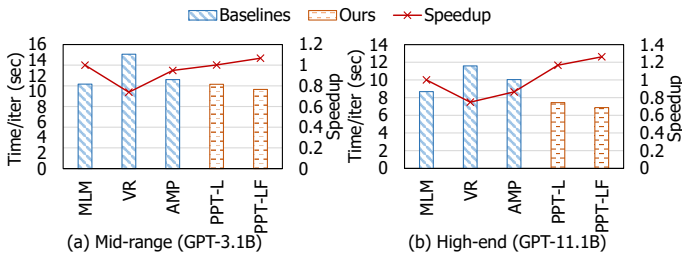 Baselines Ours Speedup
Time/iter (sec)
16
14
12
10
8
6
4
2
0
1.2
1
0.8
0.6
0.4
0.2
0
Speedup
MLM
VR
AMP
PPT-L
PPT-LF
(a) Mid-range (GPT-3.1B)
Time/iter (sec)
14
12
10
8
6
4
2
0
1.4
1.2
1
0.8
0.6
0.4
0.2
0
Speedup
MLM
VR
AMP
PPT-L
PPT-LF
(b) High-end (GPT-11.1B)